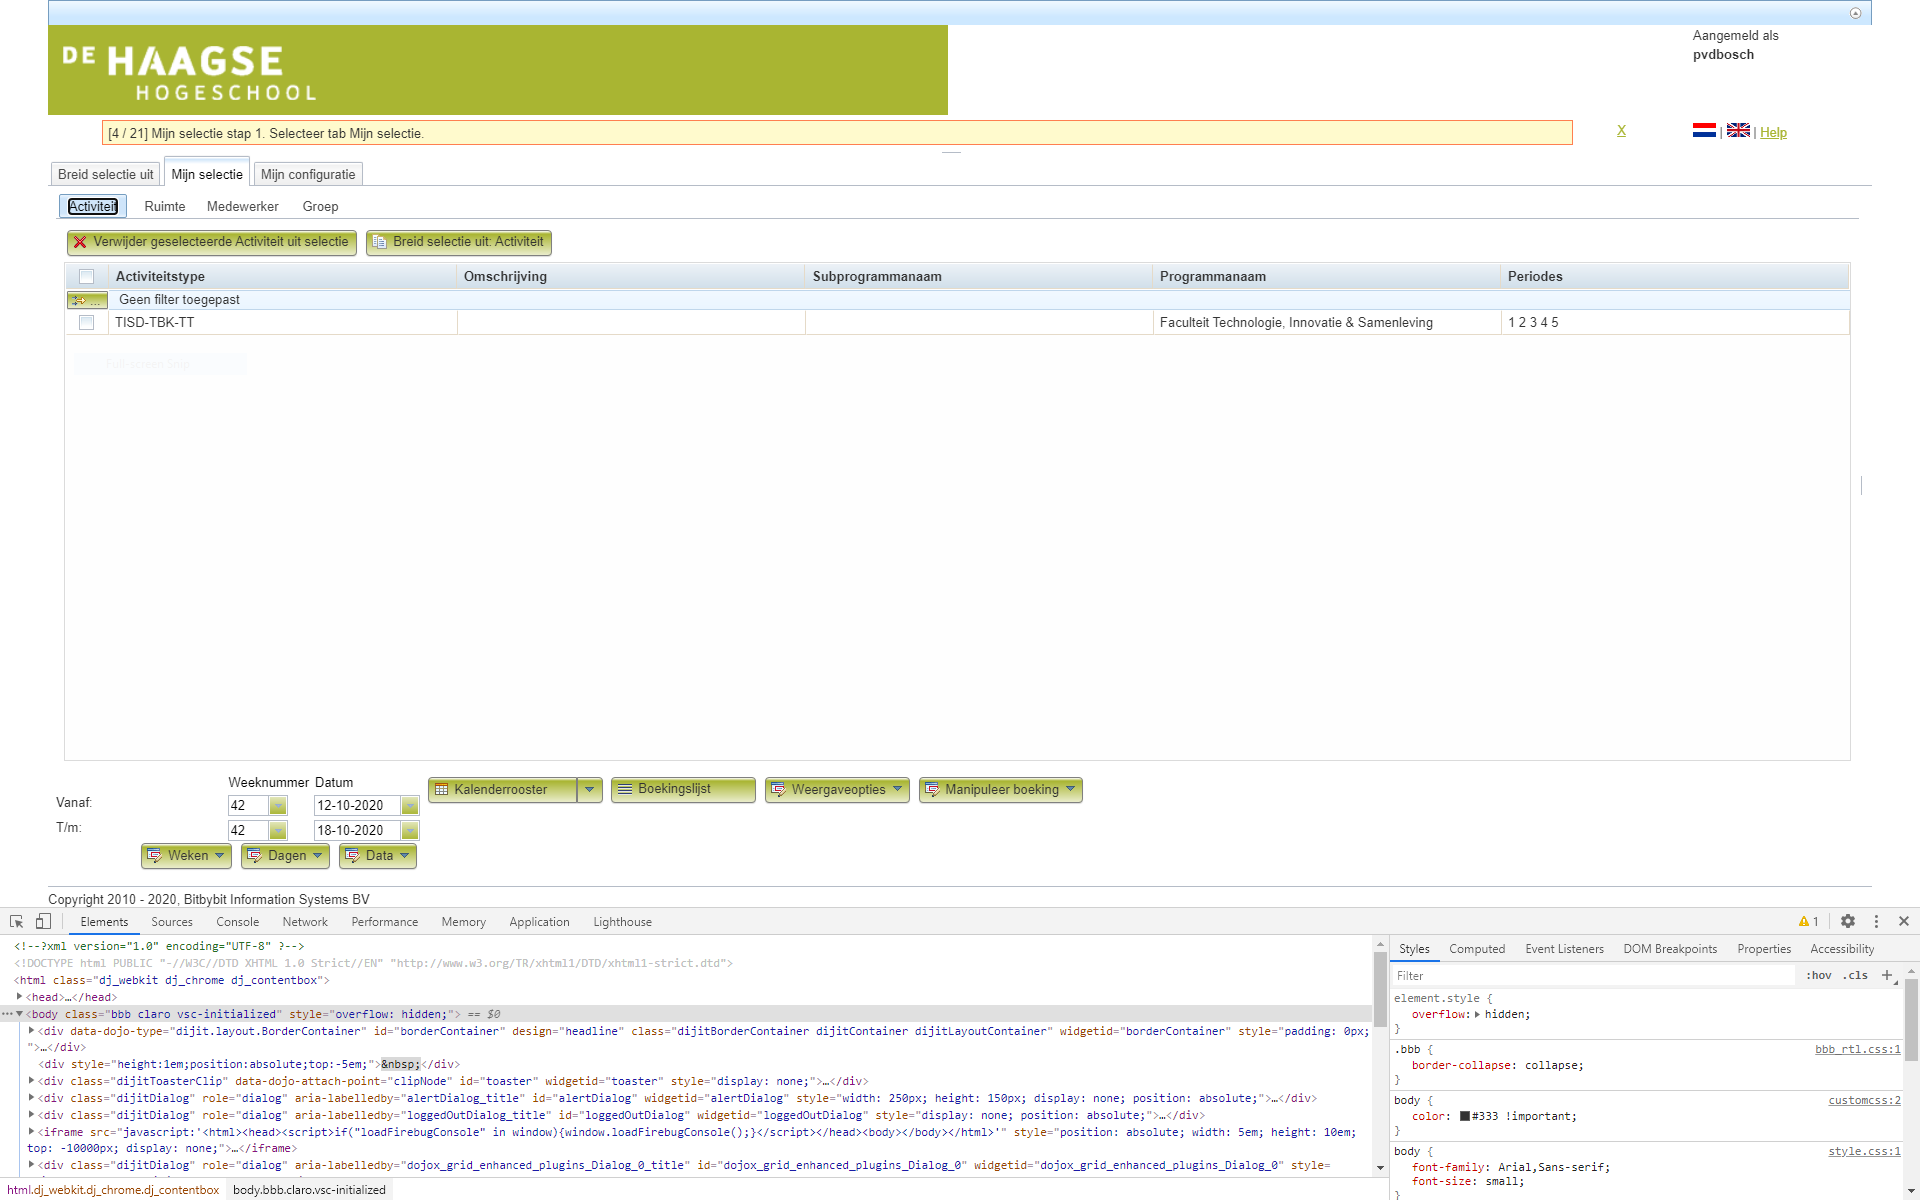 DE HAAGSE
HOGESCHOOL
Aangemeld als
pvdbosch
[4 / 21] Mijn selectie stap 1. Selecteer tab Mijn selectie.
X
| | Help
Breid selectie uit Mijn selectie Mijn configuratie
Activiteit Ruimte Medewerker Groep
Verwijder geselecteerde Activiteit uit selectie Breid selectie uit: Activiteit
Activiteitstype Omschrijving Subprogrammanaam Programmanaam Periodes
... Geen filter toegepast
TISD-TBK-TT Faculteit Technologie, Innovatie & Samenleving 1 2 3 4 5
Full-screen Snip
Weeknummer Datum
Vanaf: 42 12-10-2020
T/m: 42 18-10-2020
Kalenderrooster Boekingslijst Weergaveopties Manipuleer boeking
Weken Dagen Data
Copyright 2010 - 2020, Bitbybit Information Systems BV
Elements Sources Console Network Performance Memory Application Lighthouse 1
<!--?xml version="1.0" encoding="UTF-8" ?-->
<!DOCTYPE html PUBLIC "-//W3C//DTD XHTML 1.0 Strict//EN" "http://www.w3.org/TR/xhtml1/DTD/xhtml1-strict.dtd">
<html class="dj_webkit dj_chrome dj_contentbox">
<head>…</head>
<body class="bbb claro vsc-initialized" style="overflow: hidden;"> == $0
<div data-dojo-type="dijit.layout.BorderContainer" id="borderContainer" design="headline" class="dijitBorderContainer dijitContainer dijitLayoutContainer" widgetid="borderContainer" style="padding: 0px;
">…</div>
<div style="height:1em;position:absolute;top:-5em;">&nbsp;</div>
<div class="dijitToasterClip" data-dojo-attach-point="clipNode" id="toaster" widgetid="toaster" style="display: none;">…</div>
<div class="dijitDialog" role="dialog" aria-labelledby="alertDialog_title" id="alertDialog" widgetid="alertDialog" style="width: 250px; height: 150px; display: none; position: absolute;">…</div>
<div class="dijitDialog" role="dialog" aria-labelledby="loggedOutDialog_title" id="loggedOutDialog" widgetid="loggedOutDialog" style="display: none; position: absolute;">…</div>
<iframe src="javascript:'<html><head><script>if("loadFirebugConsole" in window){window.loadFirebugConsole();}</script></head><body></body></html>'" style="position: absolute; width: 5em; height: 10em;
top: -10000px; display: none;">…</iframe>
<div class="dijitDialog" role="dialog" aria-labelledby="dojox_grid_enhanced_plugins_Dialog_0_title" id="dojox_grid_enhanced_plugins_Dialog_0" widgetid="dojox_grid_enhanced_plugins_Dialog_0" style=
html.dj_webkit.dj_chrome.dj_contentbox body.bbb.claro.vsc-initialized
Styles Computed Event Listeners DOM Breakpoints Properties Accessibility
Filter :hov .cls +
element.style {
overflow: hidden;
}
.bbb { bbb_rtl.css:1
border-collapse: collapse;
}
body { customcss:2
color: #333 !important;
}
body { style.css:1
font-family: Arial,Sans-serif;
font-size: small;
}